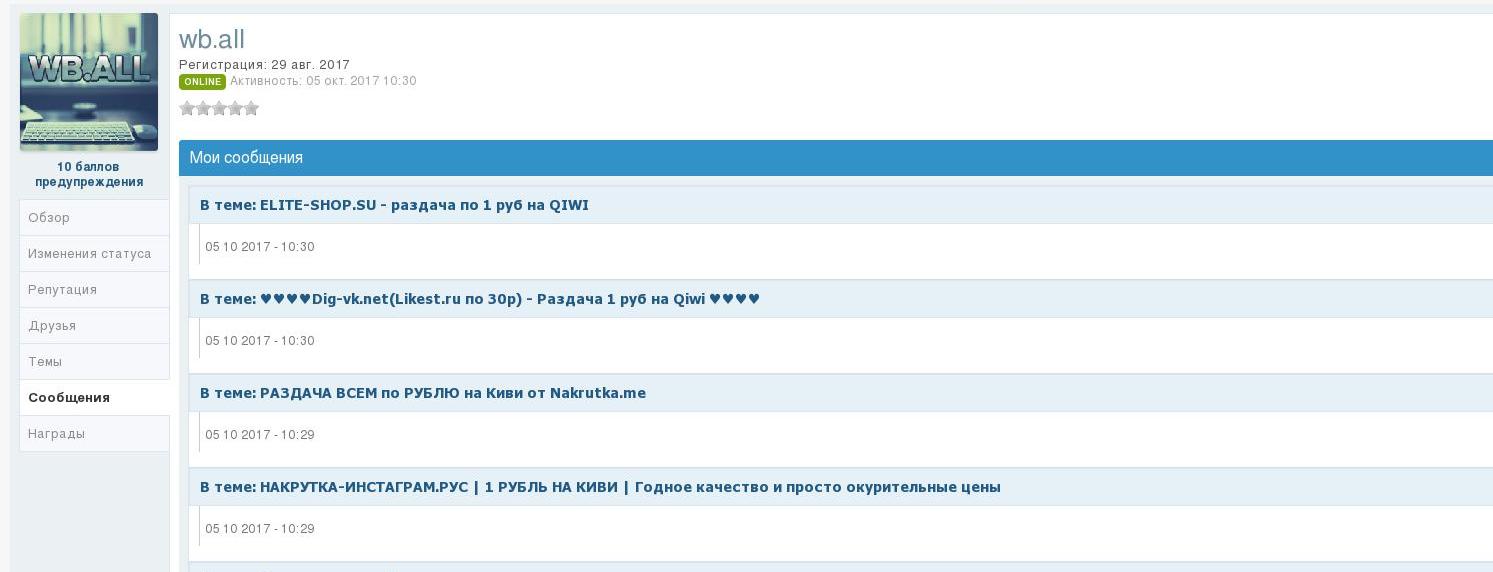 WB.ALL
10 баллов
предупреждения
Обзор
Изменения статуса
Репутация
Друзья
Темы
Сообщения
Награды
wb.all
Регистрация: 29 авг. 2017
ONLINE Активность: 05 окт. 2017 10:30
Мои сообщения
В теме: ELITE-SHOP.SU - раздача по 1 руб на QIWI
05 10 2017 - 10:30
В теме: ♥♥♥♥Dig-vk.net(Likest.ru по 30р) - Раздача 1 руб на Qiwi ♥♥♥♥
05 10 2017 - 10:30
В теме: РАЗДАЧА ВСЕМ по РУБЛЮ на Киви от Nakrutka.me
05 10 2017 - 10:29
В теме: НАКРУТКА-ИНСТАГРАМ.РУС | 1 РУБЛЬ НА КИВИ | Годное качество и просто окурительные цены
05 10 2017 - 10:29